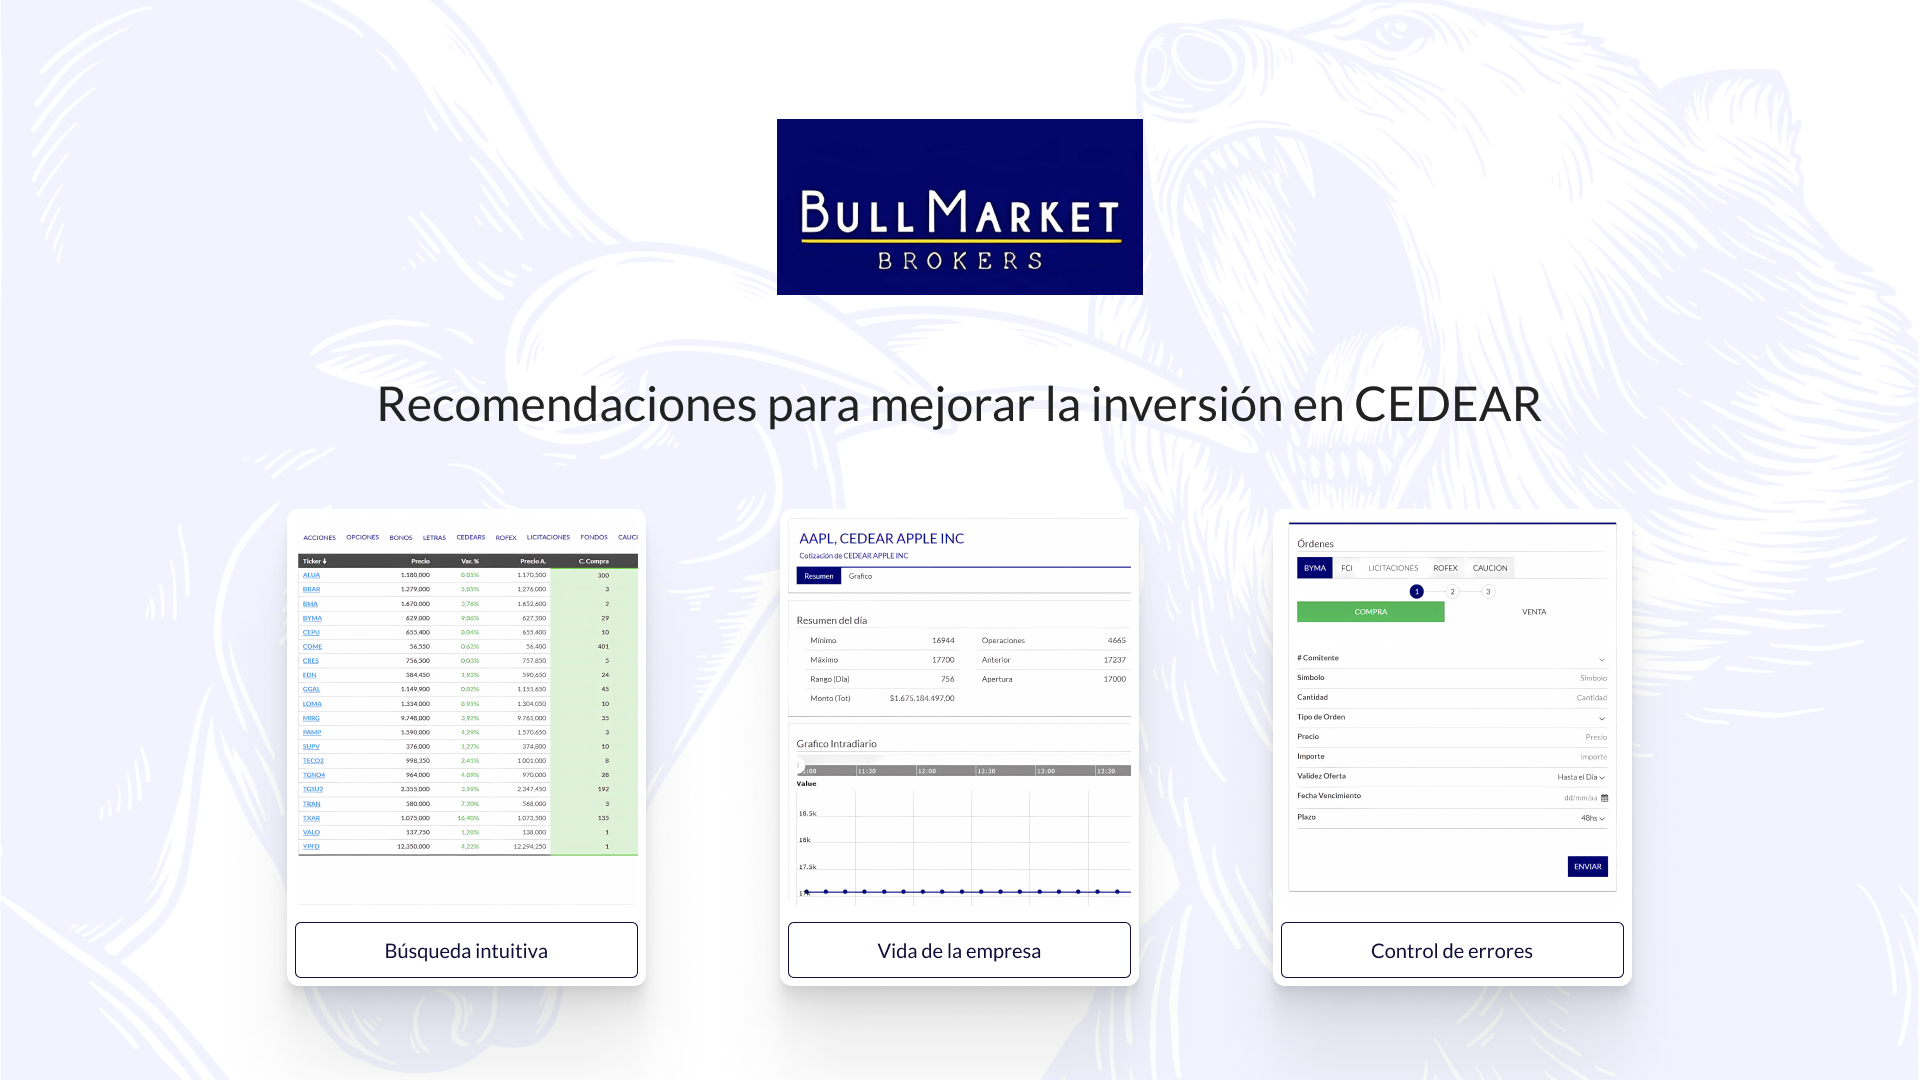 BULL MARKET
BROKERS
Recomendaciones para mejorar la inversión en CEDEAR
ACCIONES OPCIONES BONOS LETRAS CEDEARS ROFEX LICITACIONES FONDOS CAUCI
Ticker Precio Var. % Precio A. C. Compra
ALUA 1.180,000 0,85% 1.170,500 300
BBAR 1.279,000 3,85% 1.276,000 3
BMA 1.670,000 3,76% 1.652,600 2
BYMA 629,000 9,06% 627,500 29
CEPU 655,400 0,04% 655,400 10
COME 56,550 0,62% 56,400 401
CRES 756,500 0,03% 757,850 5
EDN 584,450 1,93% 590,650 24
GGAL 1.149,900 0,82% 1.151,650 45
LOMA 1.334,000 8,95% 1.304,050 10
MIRG 9.748,000 3,92% 9.761,000 35
PAMP 1.590,000 4,29% 1.570,650 3
SUPV 376,000 1,27% 374,800 10
TECO2 998,350 2,41% 1.001,000 8
TGNO4 964,000 4,89% 970,000 28
TGSU2 2.355,000 3,59% 2.347,450 192
TRAN 580,000 7,20% 568,000 3
TXAR 1.075,000 16,40% 1.073,500 135
VALO 137,750 1,28% 138,000 1
YPFD 12.350,000 4,22% 12.294,250 1
Búsqueda intuitiva
AAPL, CEDEAR APPLE INC
Cotización de CEDEAR APPLE INC
Resumen Grafico
Resumen del día
Mínimo 16944 Operaciones 4665
Máximo 17700 Anterior 17237
Rango (Día) 756 Apertura 17000
Monto (Tot) $1.675.184.497,00
Grafico Intradiario
11:30 12:00 12:30 13:00 13:30
Value
18.5k
18k
17.5k
Vida de la empresa
Órdenes
BYMA FCI LICITACIONES ROFEX CAUCION
1 2 3
COMPRA VENTA
# Comitente
Símbolo Símbolo
Cantidad Cantidad
Tipo de Orden
Precio Precio
Importe Importe
Validez Oferta Hasta el Día
Fecha Vencimiento dd/mm/aa
Plazo 48hs
ENVIAR
Control de errores